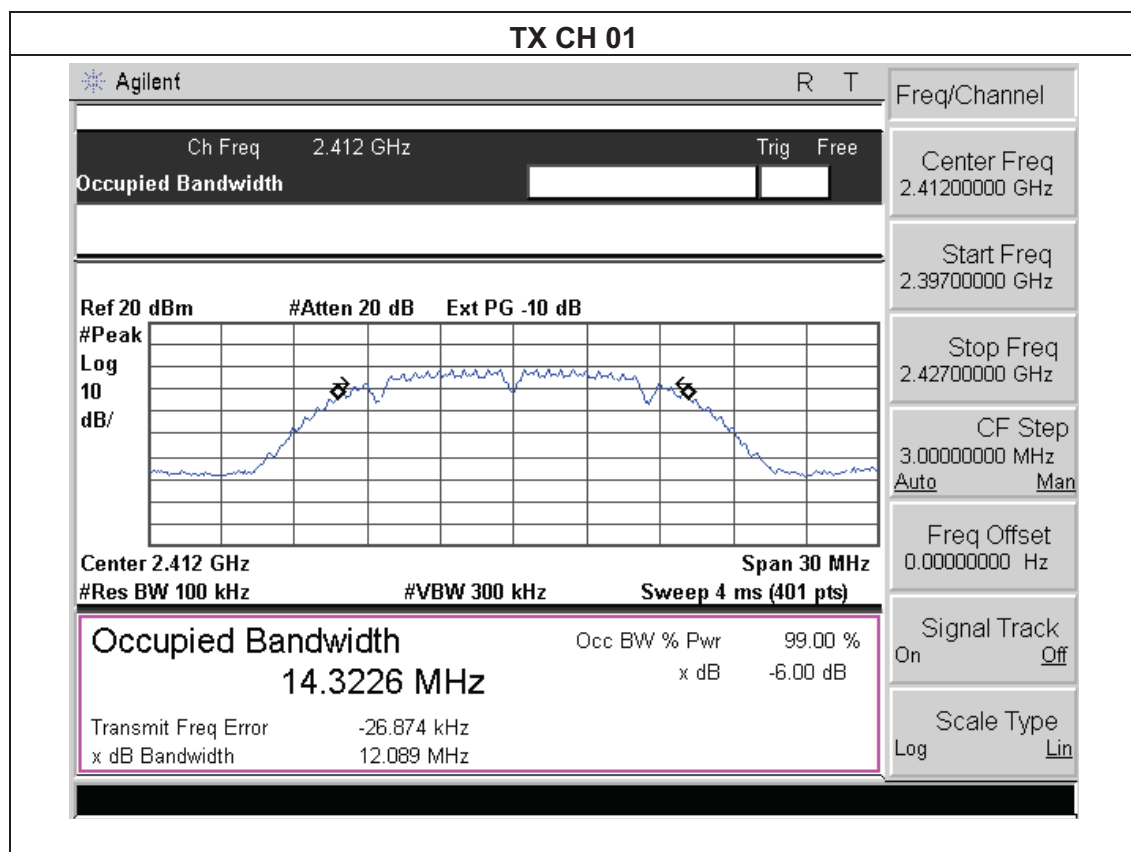 TX CH 01
Agilent R T
Ch Freq 2.412 GHz Trig Free
Occupied Bandwidth
Ref 20 dBm #Atten 20 dB Ext PG -10 dB
#Peak
Log
10
dB/
Center 2.412 GHz Span 30 MHz
#Res BW 100 kHz #VBW 300 kHz Sweep 4 ms (401 pts)
Occupied Bandwidth
14.3226 MHz
Occ BW % Pwr 99.00 %
x dB -6.00 dB
Transmit Freq Error -26.874 kHz
x dB Bandwidth 12.089 MHz
Freq/Channel
Center Freq
2.41200000 GHz
Start Freq
2.39700000 GHz
Stop Freq
2.42700000 GHz
CF Step
3.00000000 MHz
Auto Man
Freq Offset
0.00000000 Hz
Signal Track
On Off
Scale Type
Log Lin